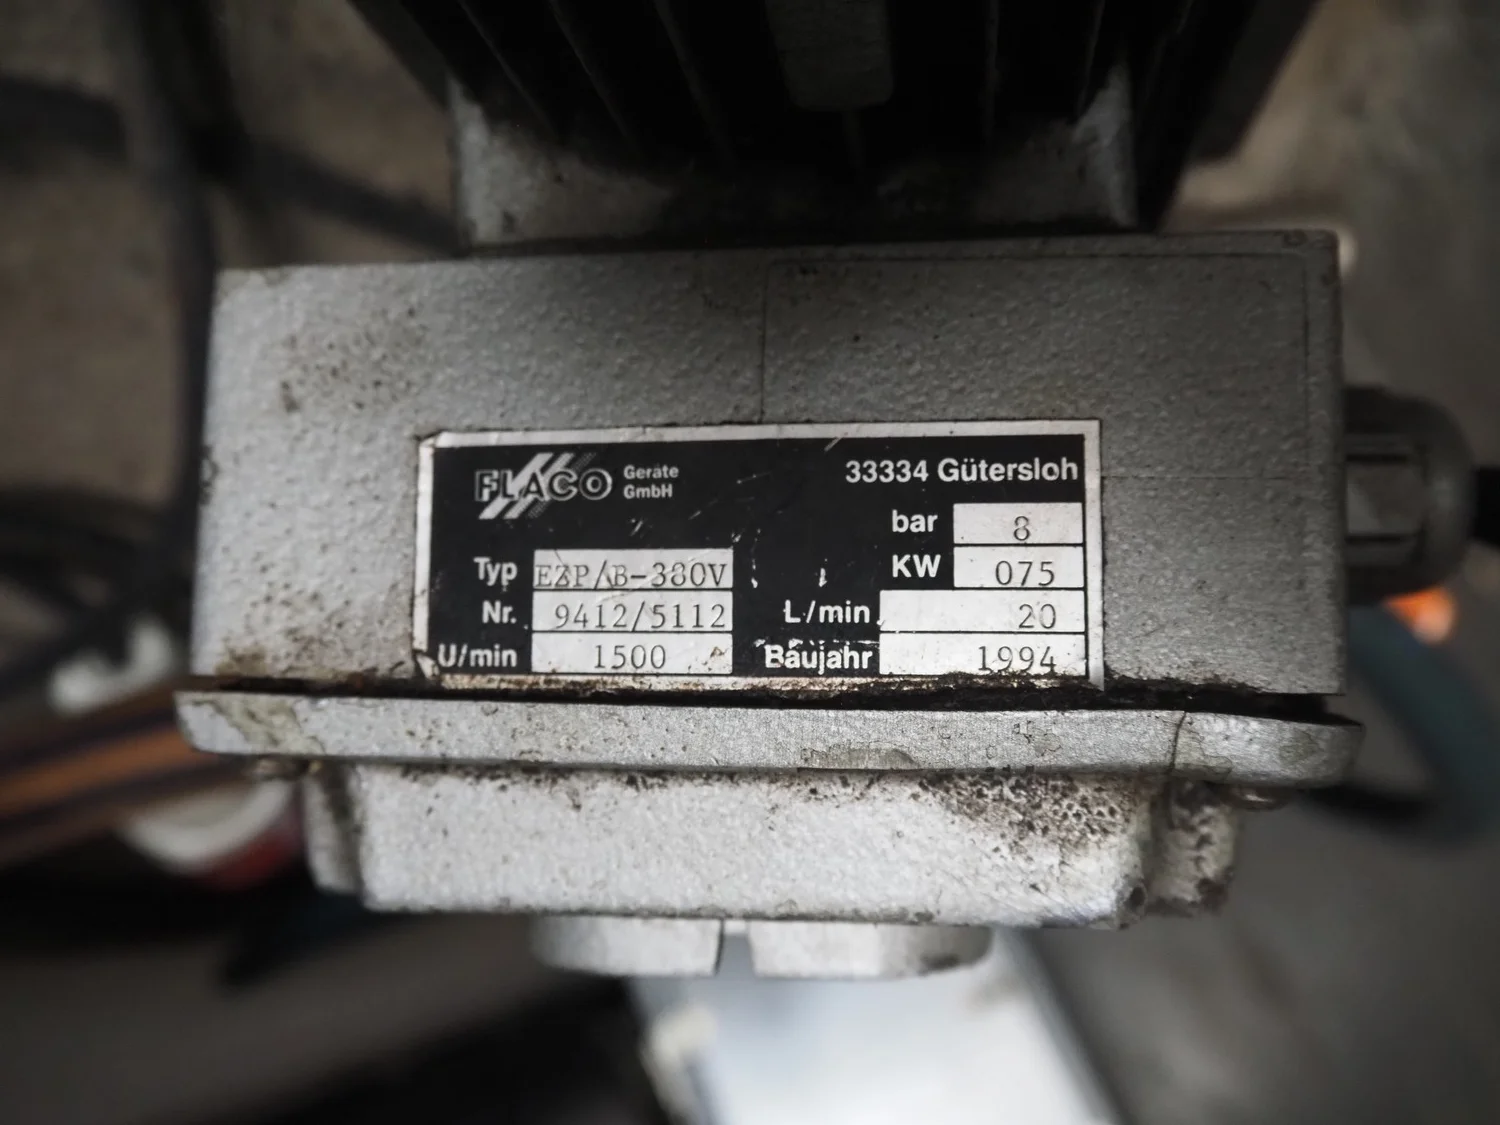 FLACO Geräte GmbH
33334 Gütersloh
bar 8
Typ EZP/B-380V
KW 075
Nr. 9412/5112
L/min 20
U/min 1500
Baujahr 1994